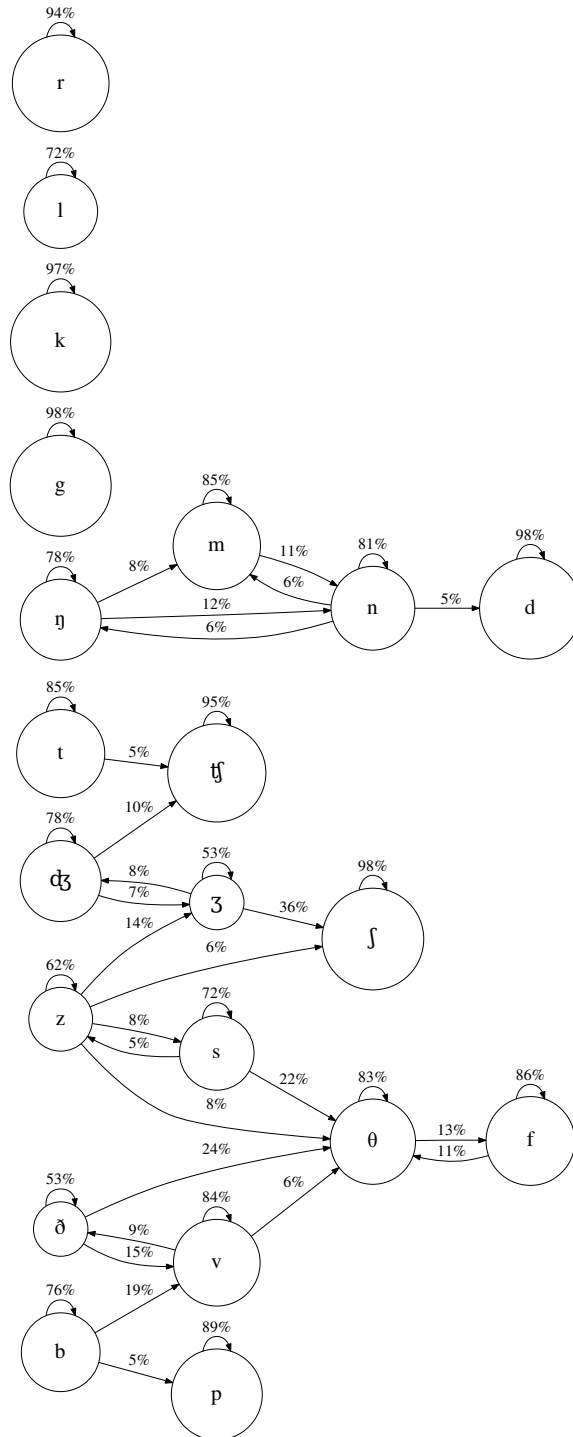 94%
r
72%
l
97%
k
98%
g
85%
m
78%
ŋ
8%
11%
6%
12%
6%
81%
n
5%
98%
d
85%
t
5%
95%
ʧ
78%
ʤ
10%
8%
7%
53%
ʒ
36%
98%
ʃ
14%
6%
62%
z
8%
5%
72%
s
22%
8%
83%
θ
13%
11%
86%
f
24%
53%
ð
9%
15%
84%
v
6%
76%
b
19%
5%
89%
p